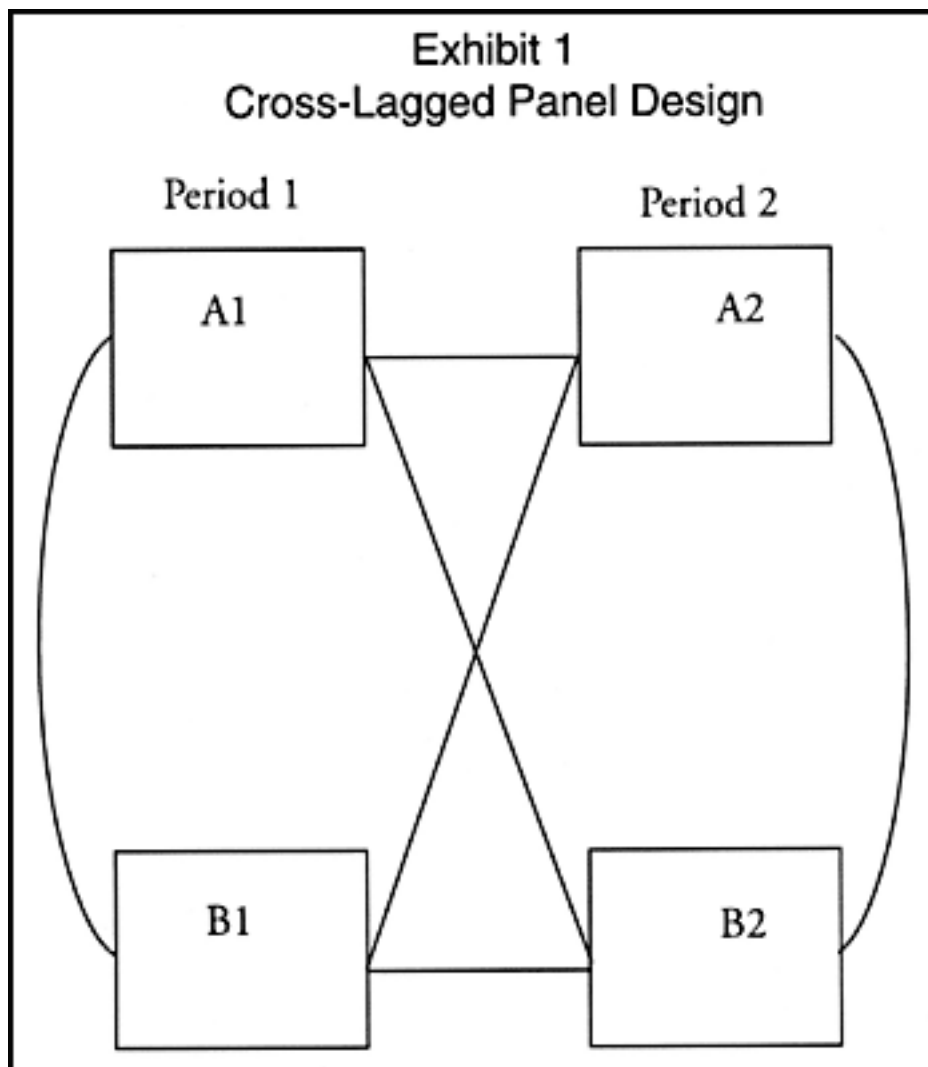 Exhibit 1
Cross-Lagged Panel Design
Period 1
Period 2
A1
A2
B1
B2